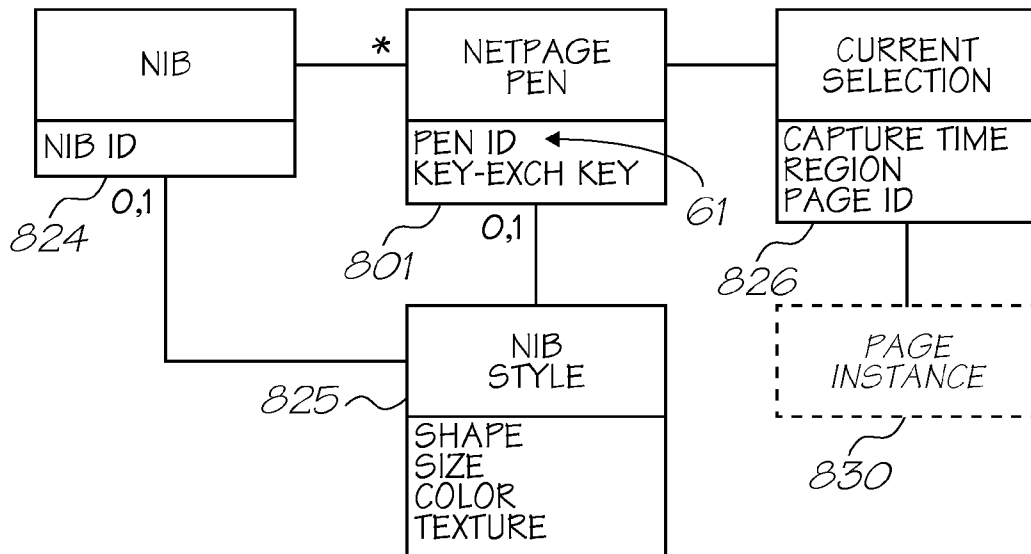 NIB
NIB ID
0,1
824
*
NETPAGE
PEN
PEN ID
KEY-EXCH KEY
61
801
0,1
CURRENT
SELECTION
CAPTURE TIME
REGION
PAGE ID
826
NIB
STYLE
825
SHAPE
SIZE
COLOR
TEXTURE
PAGE
INSTANCE
830